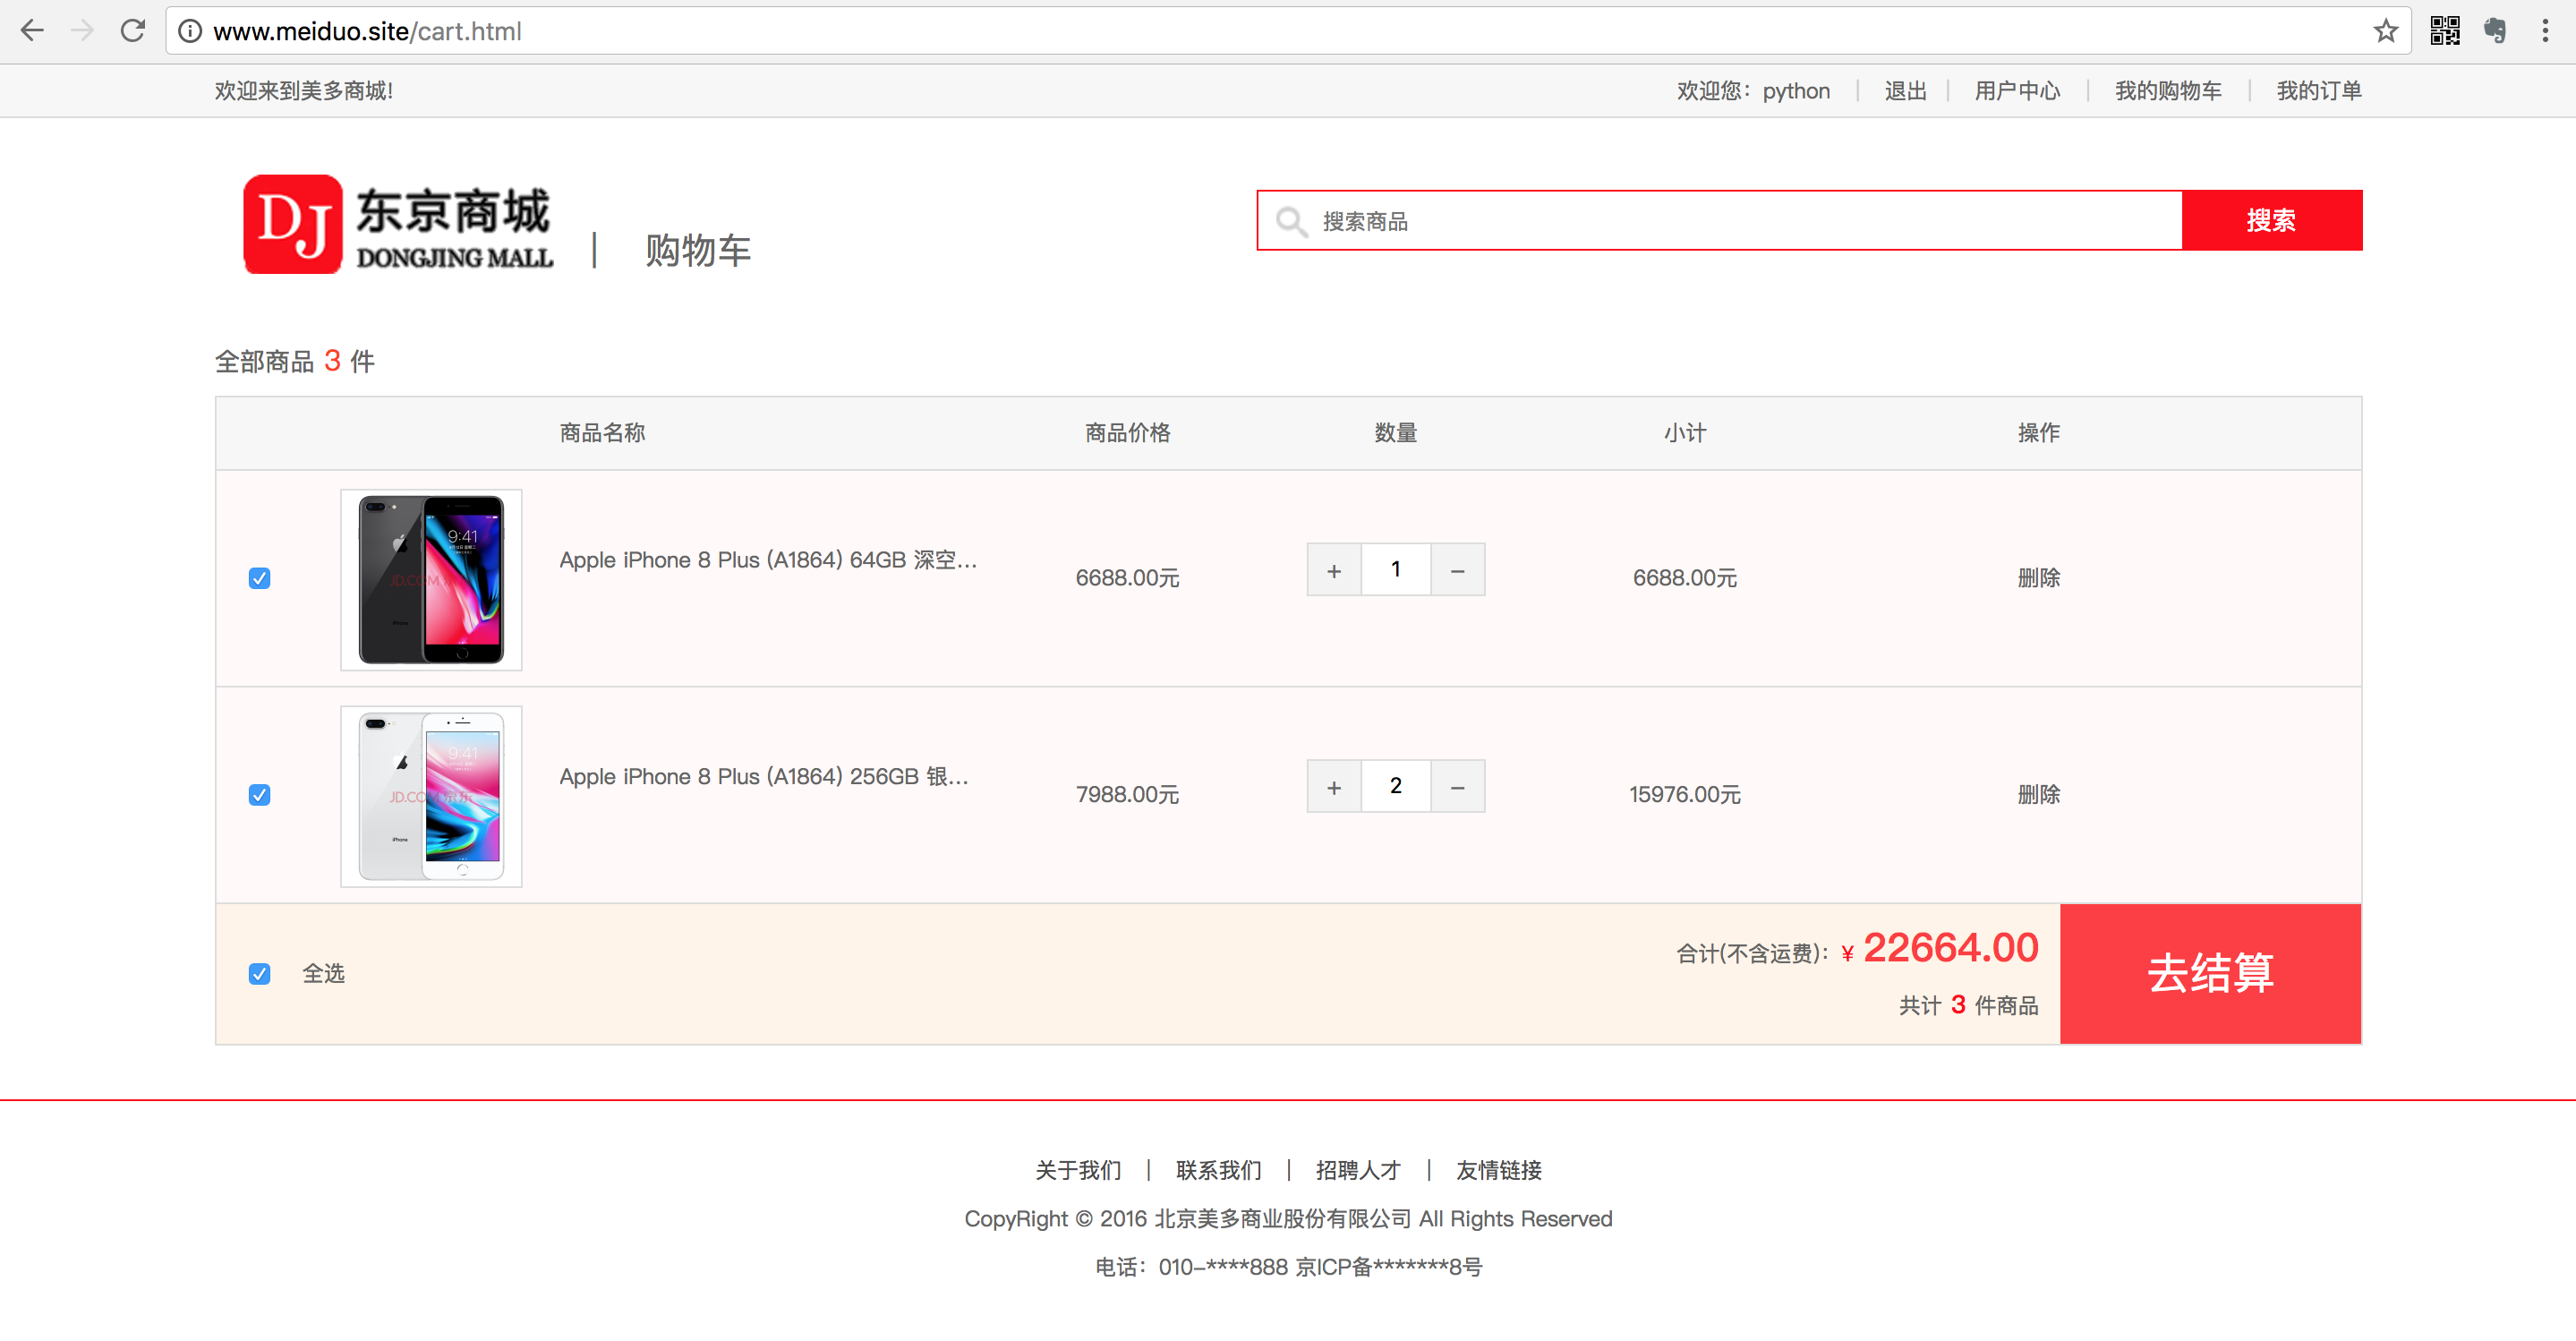 www.meiduo.site/cart.html
欢迎来到美多商城!
欢迎您：python | 退出 | 用户中心 | 我的购物车 | 我的订单
DJ 东京商城
DONGJING MALL
| 购物车
搜索商品 搜索
全部商品 3 件
商品名称 商品价格 数量 小计 操作
9:41
JD.COM
iPhone
Apple iPhone 8 Plus (A1864) 64GB 深空...
6688.00元 + 1 − 6688.00元 删除
9:41
JD.COM 京东
iPhone
Apple iPhone 8 Plus (A1864) 256GB 银...
7988.00元 + 2 − 15976.00元 删除
全选
合计(不含运费)：¥ 22664.00
共计 3 件商品
去结算
关于我们 | 联系我们 | 招聘人才 | 友情链接
CopyRight © 2016 北京美多商业股份有限公司 All Rights Reserved
电话：010-****888 京ICP备*******8号